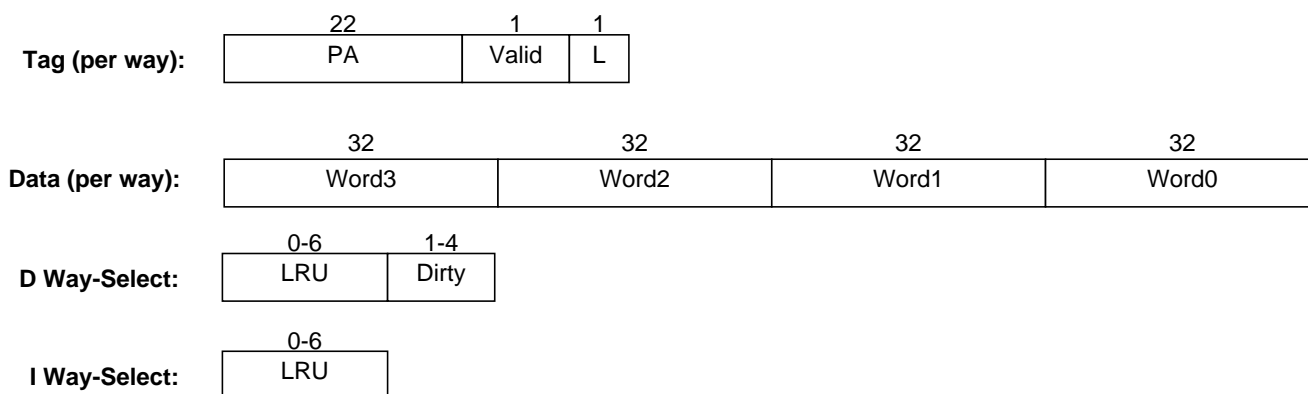 22 1 1
Tag (per way): PA Valid L
32 32 32 32
Data (per way): Word3 Word2 Word1 Word0
0-6 1-4
D Way-Select: LRU Dirty
0-6
I Way-Select: LRU